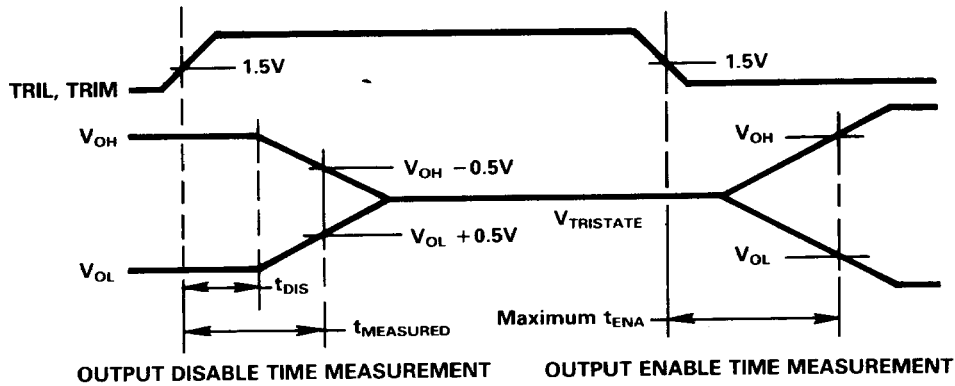 1.5V
1.5V
TRIL, TRIM
VOH
VOH
VOH −0.5V
VTRISTATE
VOL +0.5V
VOL
VOL
tDIS
tMEASURED
Maximum tENA
OUTPUT DISABLE TIME MEASUREMENT
OUTPUT ENABLE TIME MEASUREMENT